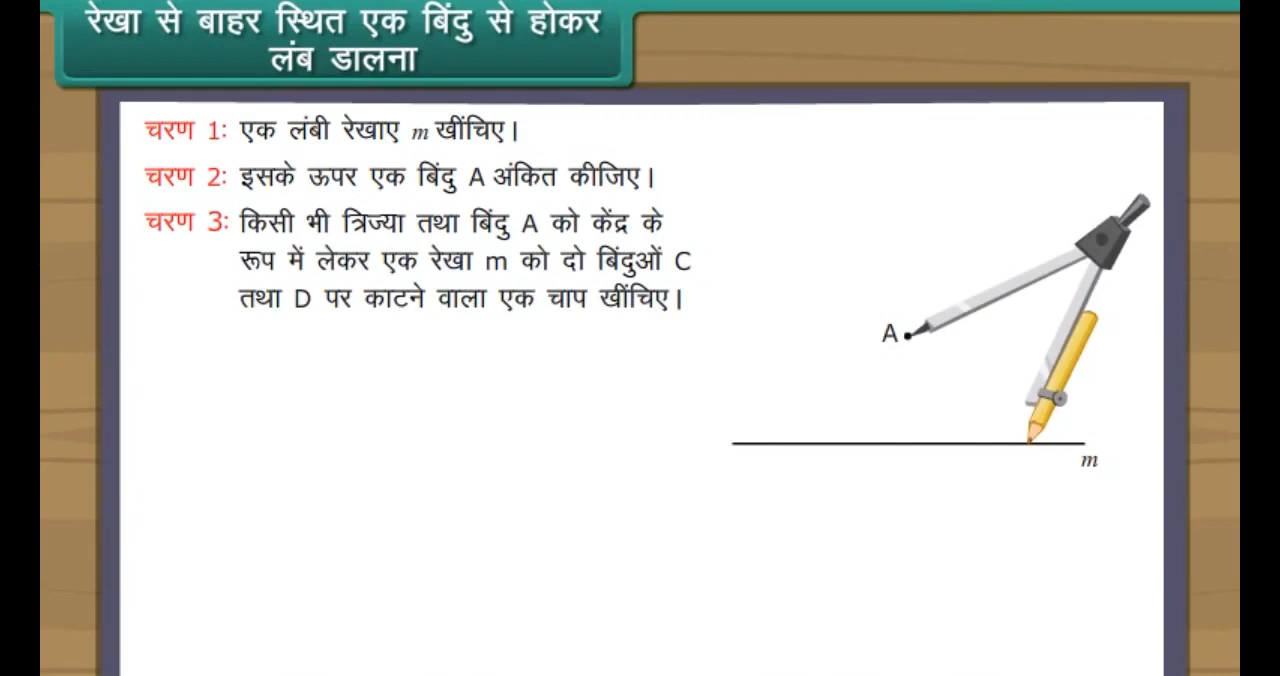 रेखा से बाहर स्थित एक बिंदु से होकर
लंब डालना
चरण 1: एक लंबी रेखाए m खींचिए।
चरण 2: इसके ऊपर एक बिंदु A अंकित कीजिए।
चरण 3: किसी भी त्रिज्या तथा बिंदु A को केंद्र के
रूप में लेकर एक रेखा m को दो बिंदुओं C
तथा D पर काटने वाला एक चाप खींचिए।
A
m